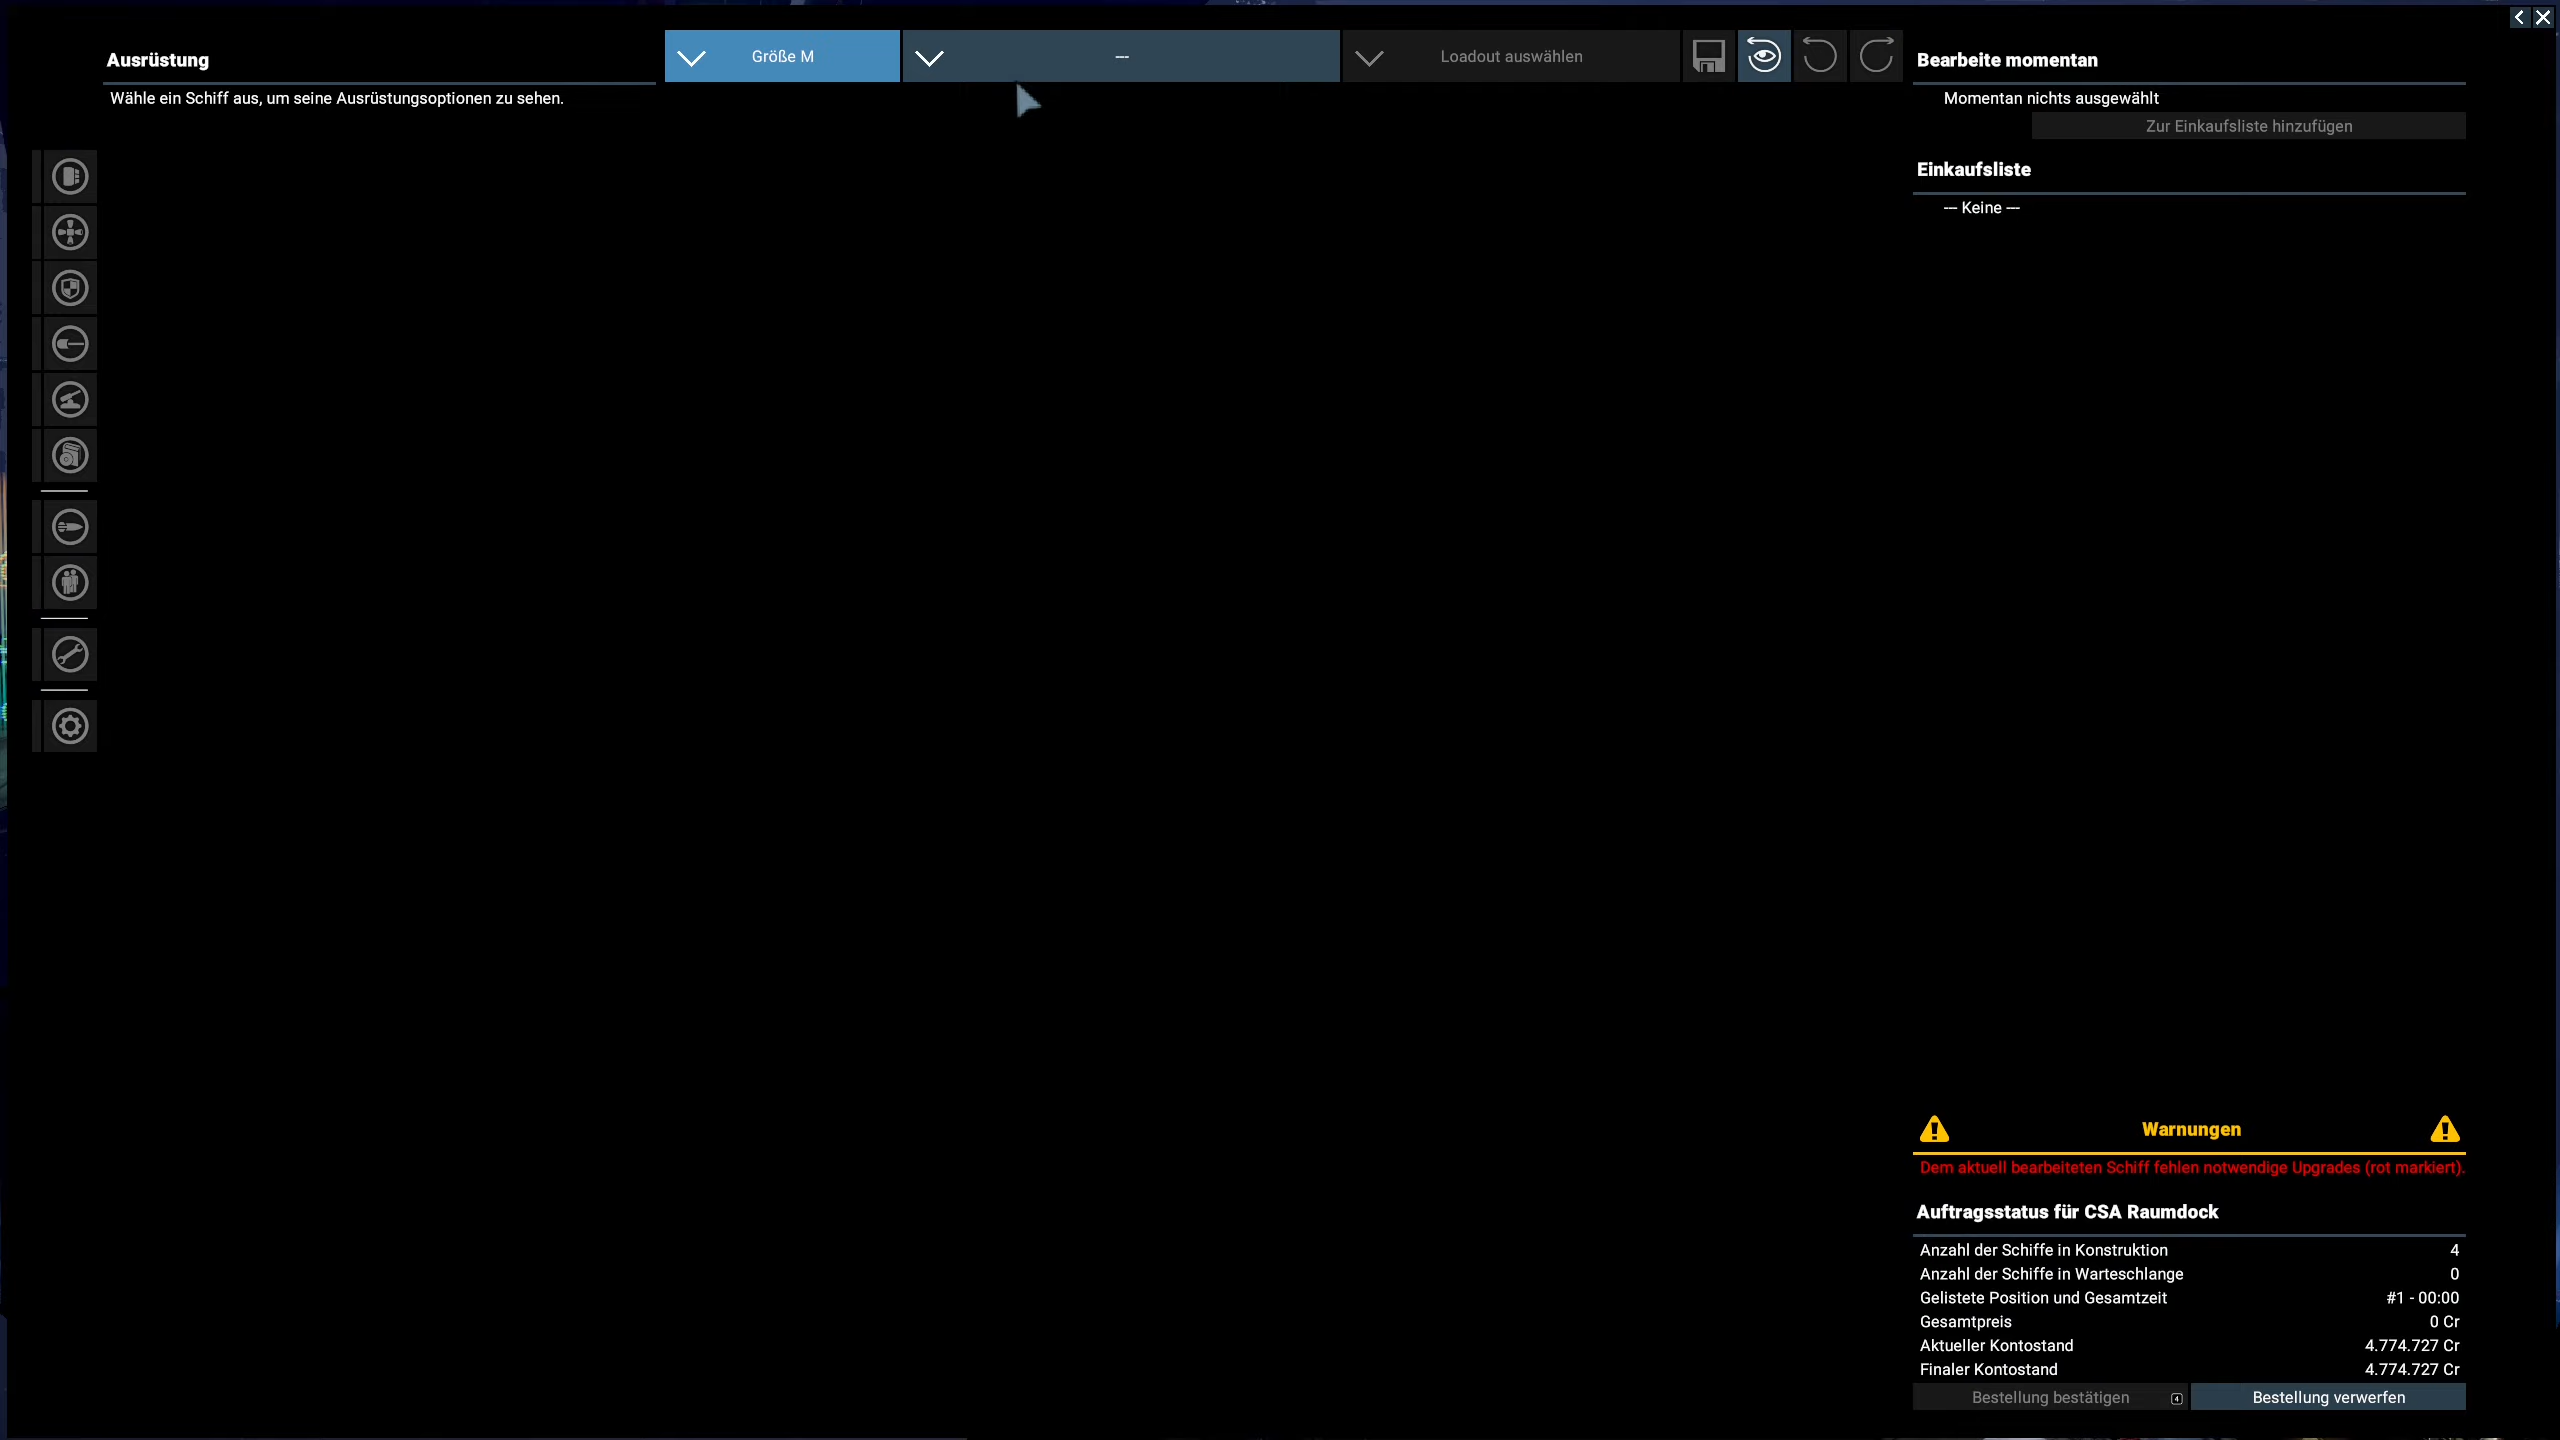 Ausrüstung
Wähle ein Schiff aus, um seine Ausrüstungsoptionen zu sehen.
Größe M
---
Loadout auswählen
Bearbeite momentan
Momentan nichts ausgewählt
Zur Einkaufsliste hinzufügen
Einkaufsliste
--- Keine ---
Warnungen
Dem aktuell bearbeiteten Schiff fehlen notwendige Upgrades (rot markiert).
Auftragsstatus für CSA Raumdock
Anzahl der Schiffe in Konstruktion 4
Anzahl der Schiffe in Warteschlange 0
Gelistete Position und Gesamtzeit #1 - 00:00
Gesamtpreis 0 Cr
Aktueller Kontostand 4.774.727 Cr
Finaler Kontostand 4.774.727 Cr
Bestellung bestätigen
Bestellung verwerfen